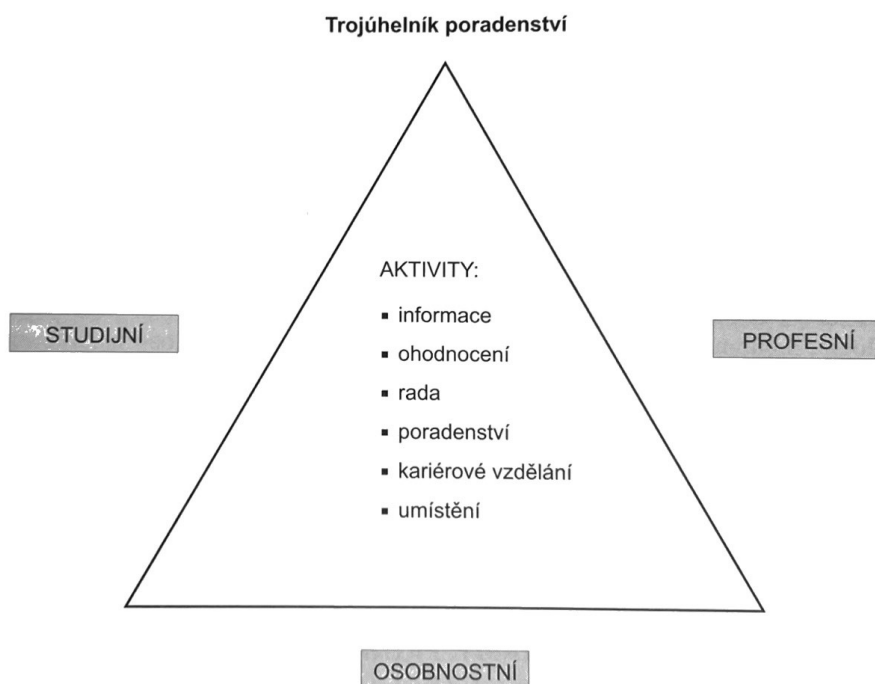 Trojúhelník poradenství
AKTIVITY:
▪ informace
STUDIJNÍ
PROFESNÍ
▪ ohodnocení
▪ rada
▪ poradenství
▪ kariérové vzdělání
▪ umístění
OSOBNOSTNÍ